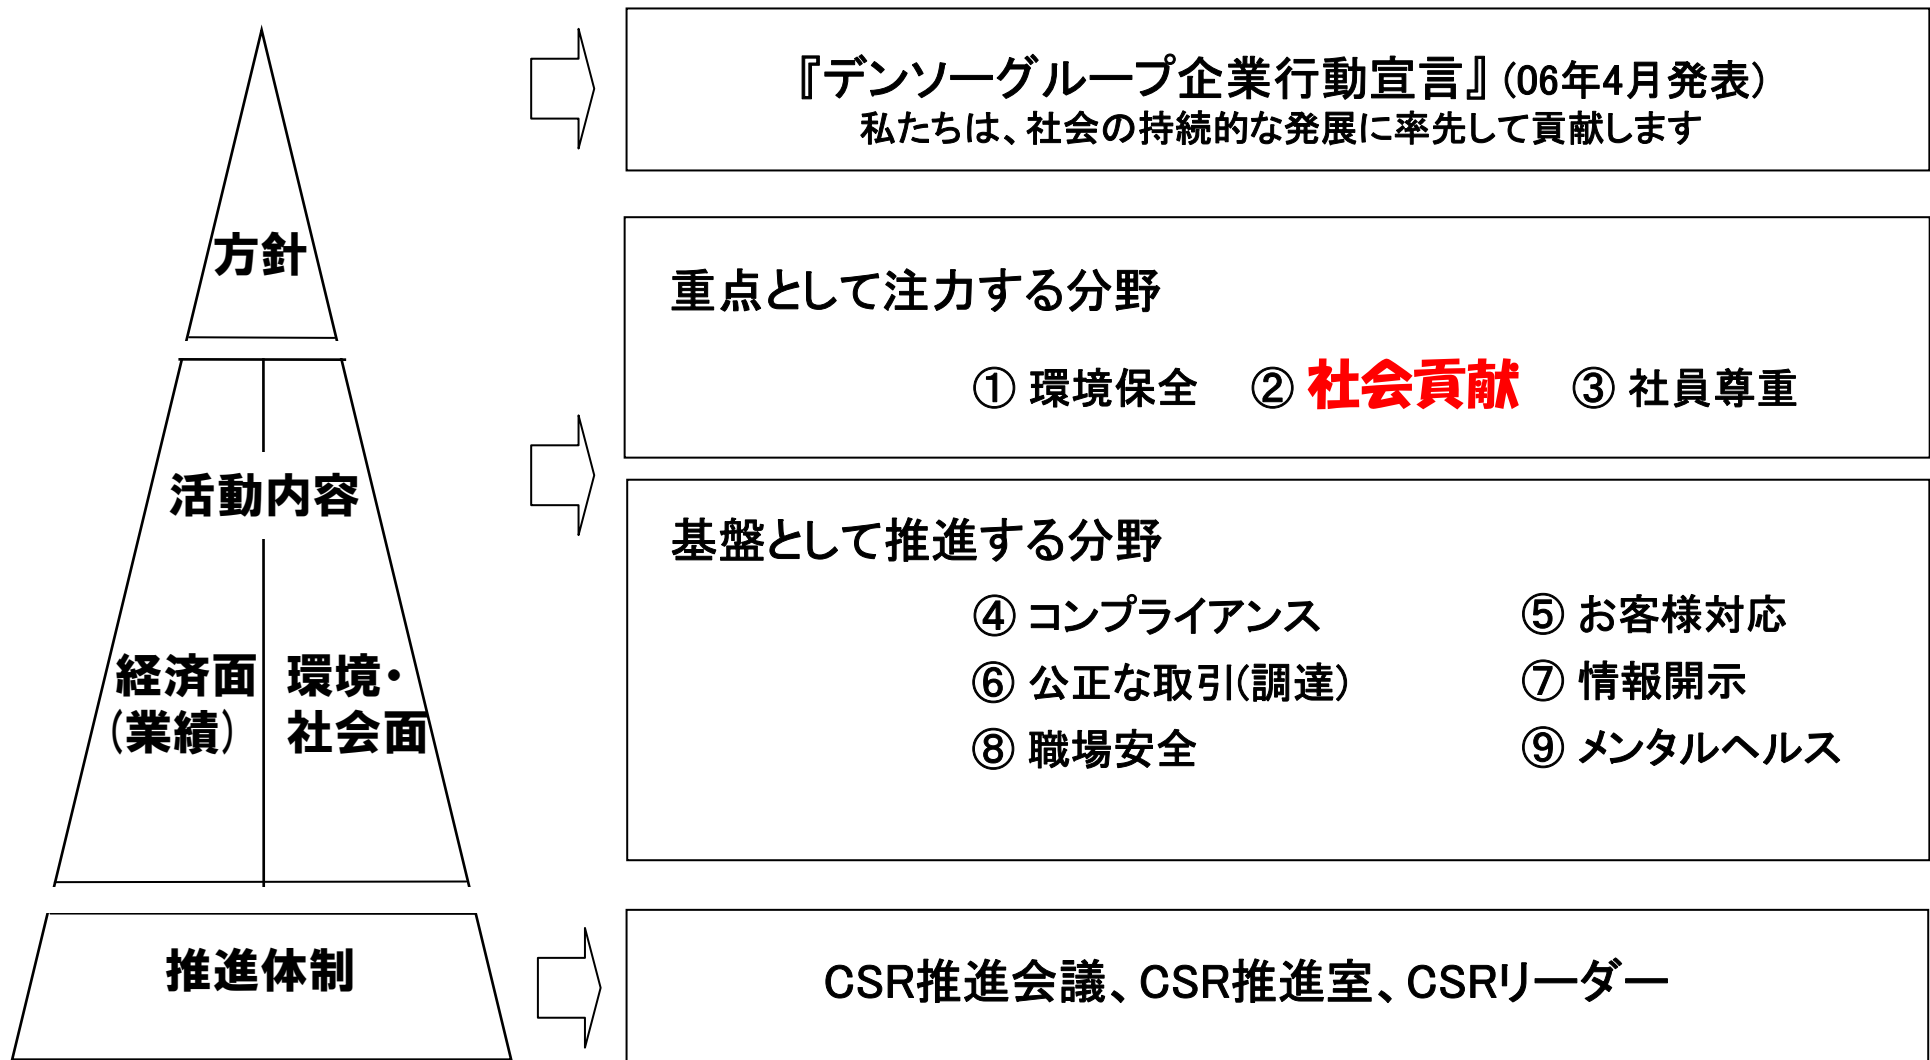 『デンソーグループ企業行動宣言』(06年4月発表)
私たちは、社会の持続的な発展に率先して貢献します
方針
重点として注力する分野
① 環境保全 ② 社会貢献 ③ 社員尊重
活動内容
基盤として推進する分野
④ コンプライアンス ⑤ お客様対応
経済面
(業績)
環境・
社会面
⑥ 公正な取引(調達) ⑦ 情報開示
⑧ 職場安全 ⑨ メンタルヘルス
推進体制
CSR推進会議、CSR推進室、CSRリーダー